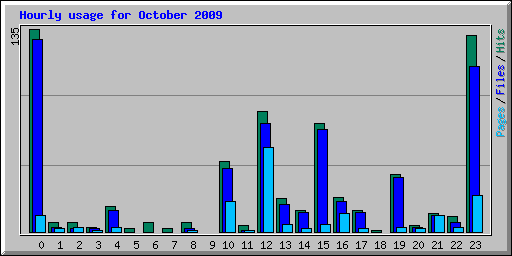 Hourly usage for October 2009
135
Pages / Files / Hits
0 1 2 3 4 5 6 7 8 9 10 11 12 13 14 15 16 17 18 19 20 21 22 23